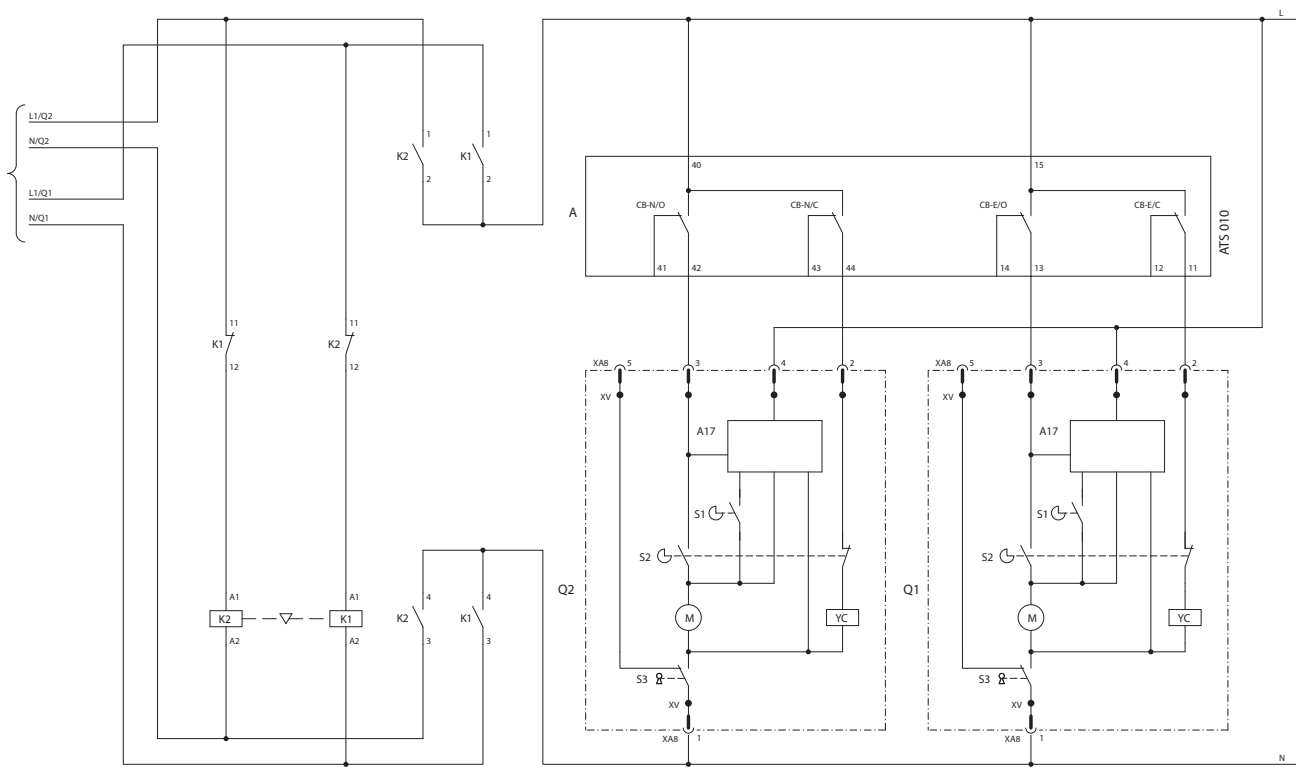 L
L1/Q2
N/Q2
L1/Q1
N/Q1
1 1
K2 K1
2 2
40 15
A CB-N/O CB-N/C CB-E/O CB-E/C ATS 010
41 42 43 44 14 13 12 11
11 11
K1 K2
12 12
XA8 5 3 4 2 XA8 5 3 4 2
XV XV
A17 A17
S1 S1
S2 S2
Q2 Q1
A1 A1 4 4
K2 K1 K2 K1 M YC M YC
A2 A2 3 3
S3 S3
XV XV
XA8 1 XA8 1
N